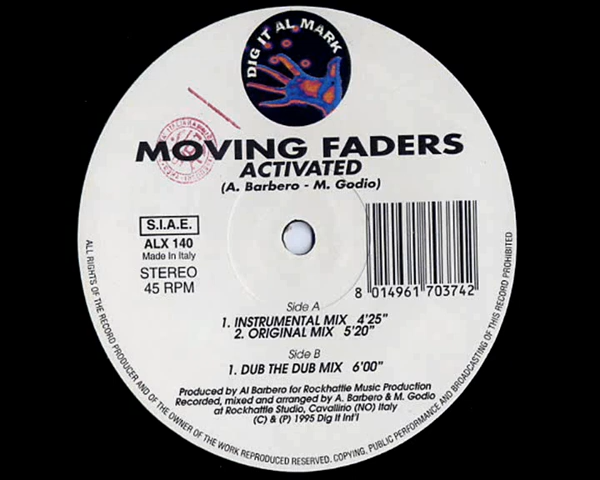 DIG IT AL MARK
MOVING FADERS
ACTIVATED
(A. Barbero - M. Godio)
S.I.A.E.
ALX 140
Made in Italy
STEREO
45 RPM
8 014961 703742
Side A
1. INSTRUMENTAL MIX 4'25"
2. ORIGINAL MIX 5'20"
Side B
1. DUB THE DUB MIX 6'00"
Produced by Al Barbero for Rockhattle Music Production
Recorded, mixed and arranged by A. Barbero & M. Godio
at Rockhattle Studio, Cavallirio (NO) Italy
(C) & (P) 1995 Dig It Int'l
ALL RIGHTS OF THE RECORD PRODUCER AND OF THE OWNER OF THE WORK REPRODUCED RESERVED. COPYING, PUBLIC PERFORMANCE AND BROADCASTING OF THIS RECORD PROHIBITED